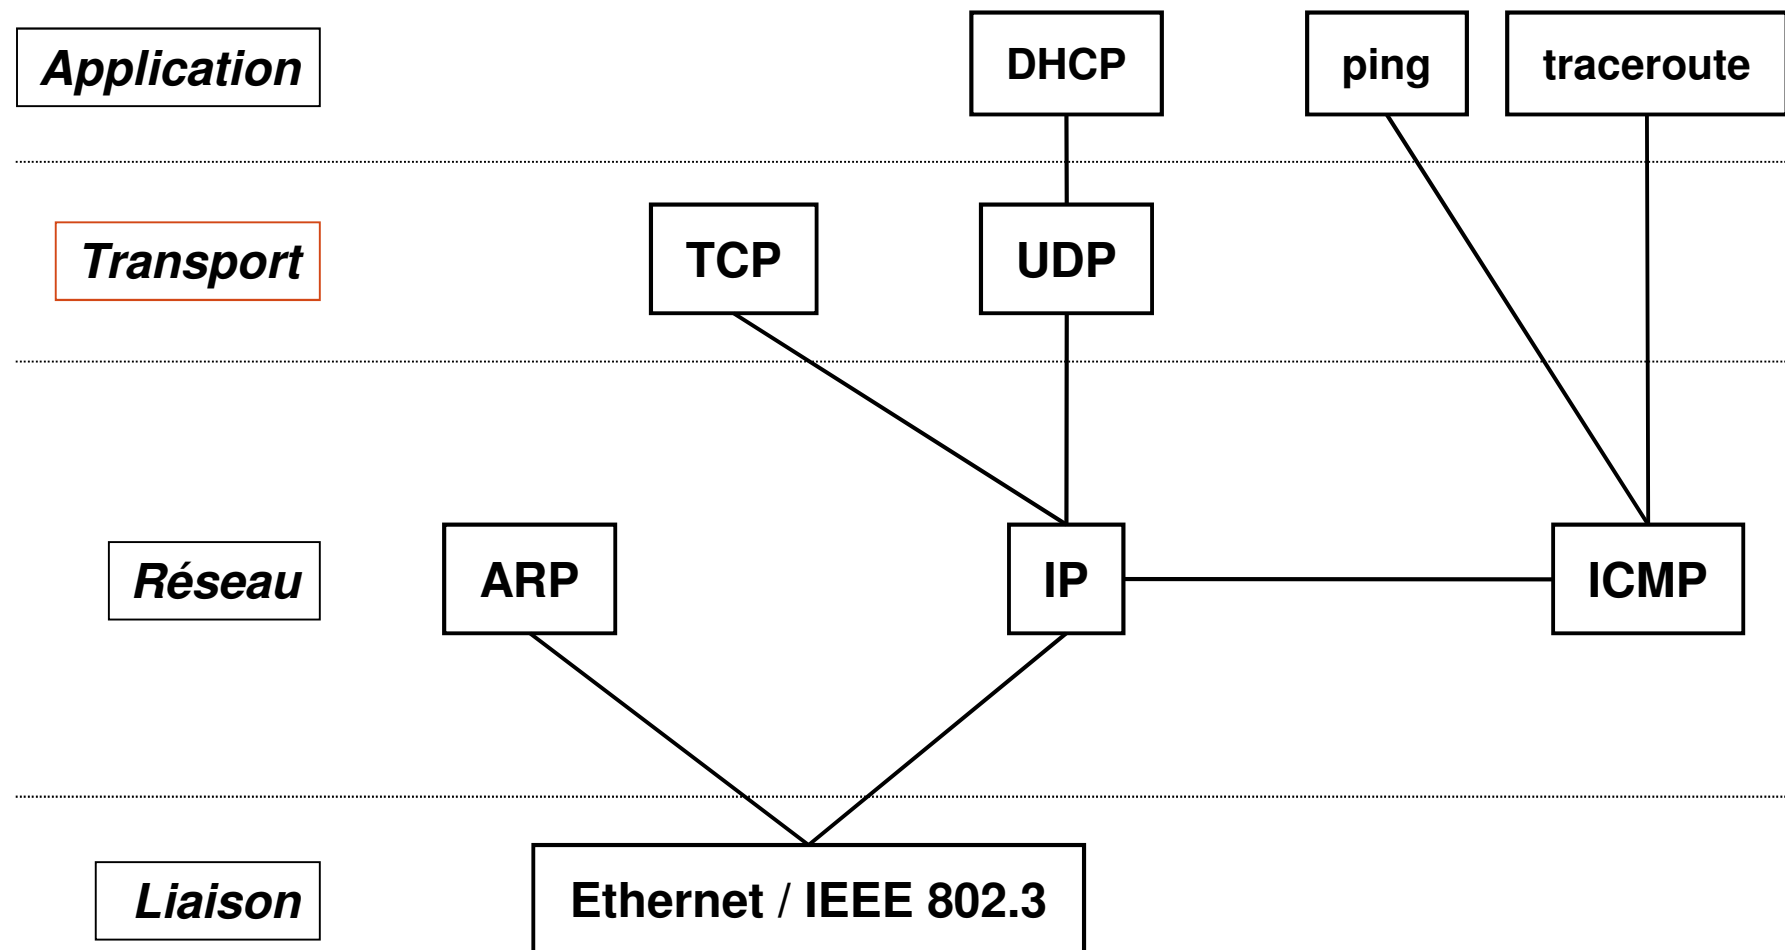 Application
DHCP
ping
traceroute
Transport
TCP
UDP
Réseau
ARP
IP
ICMP
Liaison
Ethernet / IEEE 802.3